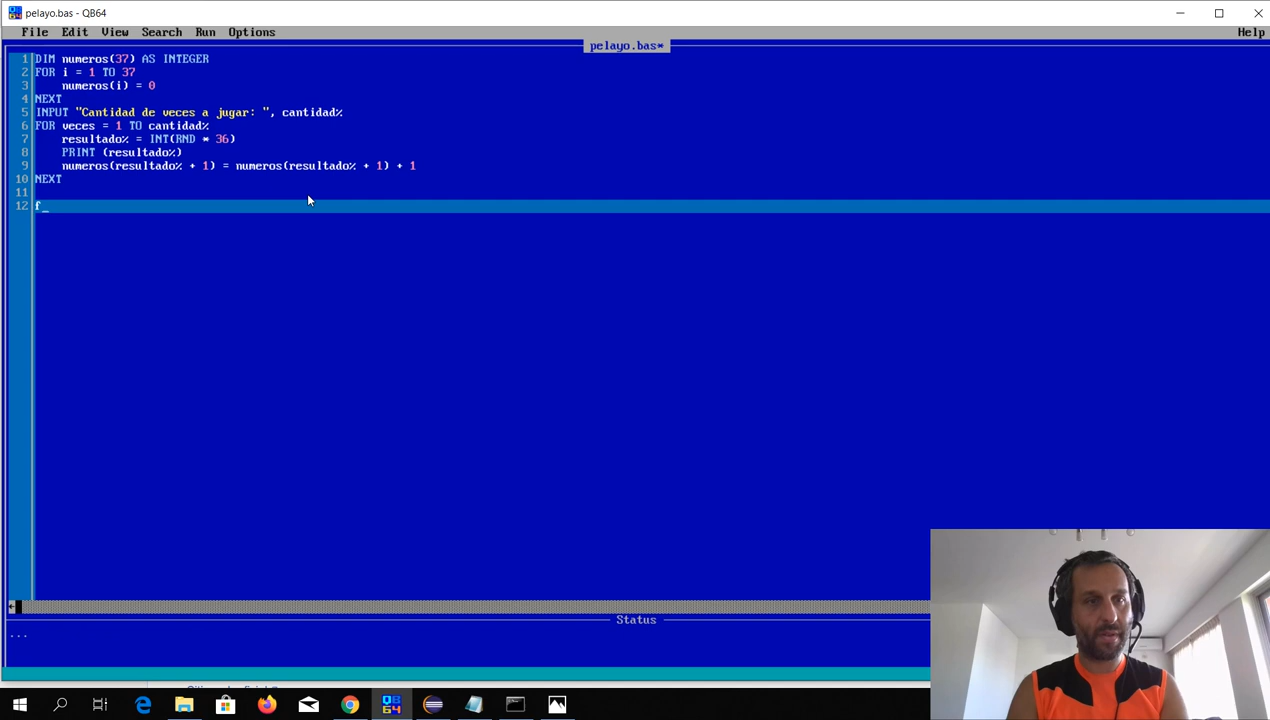 pelayo.bas - QB64
File Edit View Search Run Options Help
pelayo.bas*
1 DIM numeros(37) AS INTEGER
2 FOR i = 1 TO 37
3 numeros(i) = 0
4 NEXT
5 INPUT "Cantidad de veces a jugar: ", cantidad%
6 FOR veces = 1 TO cantidad%
7 resultado% = INT(RND * 36)
8 PRINT (resultado%)
9 numeros(resultado% + 1) = numeros(resultado% + 1) + 1
10 NEXT
11
12 f_
Status
...